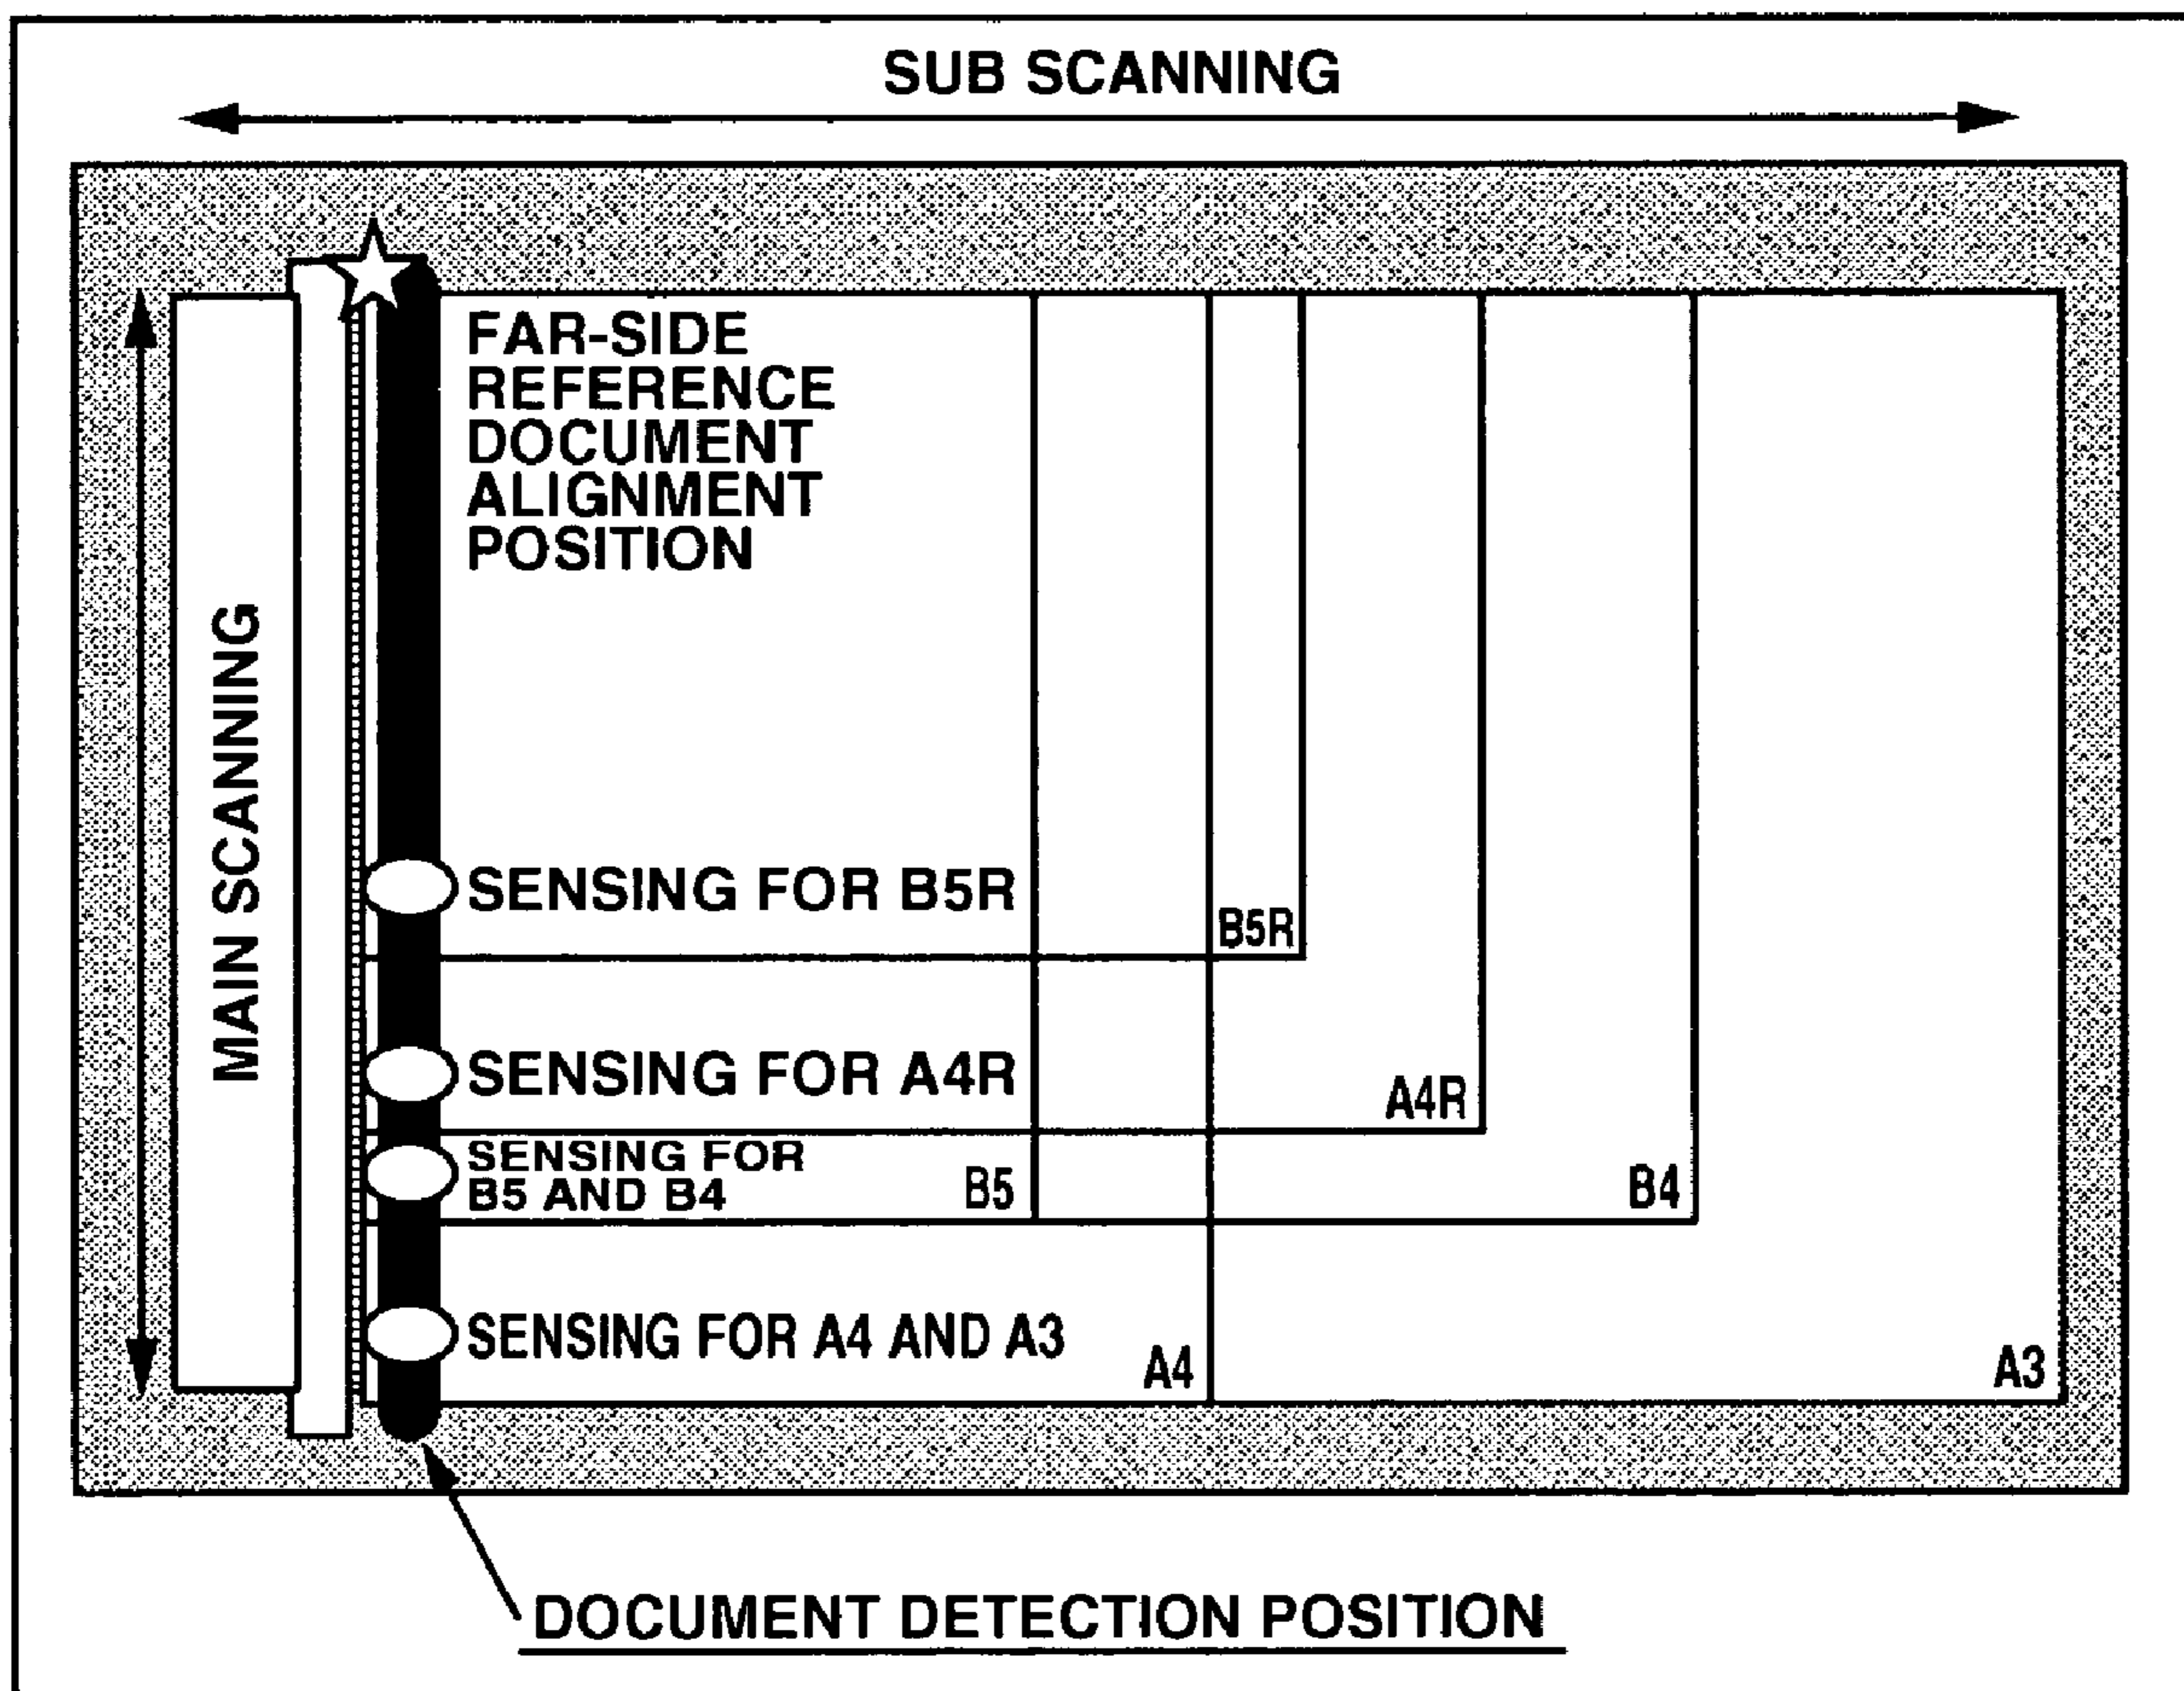 SUB SCANNING
MAIN SCANNING
FAR-SIDE
REFERENCE
DOCUMENT
ALIGNMENT
POSITION
SENSING FOR B5R
B5R
SENSING FOR A4R
A4R
SENSING FOR
B5 AND B4
B5
B4
SENSING FOR A4 AND A3
A4
A3
DOCUMENT DETECTION POSITION